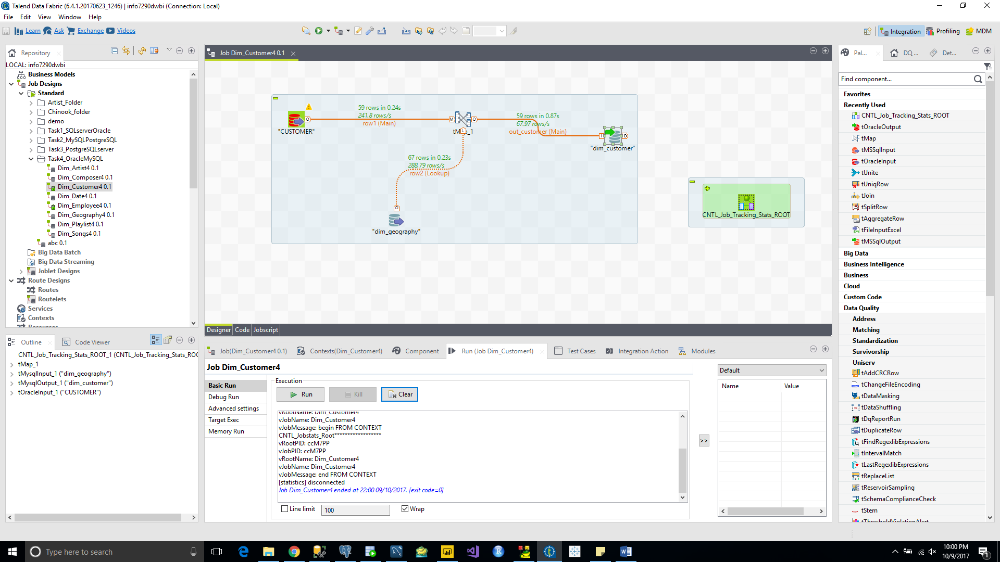 Talend Data Fabric (6.4.1.20170623_1246) | info7290dwbi (Connection: Local)
File Edit View Window Help
Learn Ask Exchange Videos
Integration Profiling MDM
Repository
LOCAL: info7290dwbi
Business Models
Job Designs
Standard
Artist_Folder
Chinook_folder
demo
Task1_SQLserverOracle
Task2_MySQLPostgreSQL
Task3_PostgreSQLserver
Task4_OracleMySQL
Dim_Artist4 0.1
Dim_Composer4 0.1
Dim_Customer4 0.1
Dim_Date4 0.1
Dim_Employee4 0.1
Dim_Geography4 0.1
Dim_Playlist4 0.1
Dim_Songs4 0.1
abc 0.1
Big Data Batch
Big Data Streaming
Joblet Designs
Route Designs
Routes
Routelets
Services
Contexts
Resources
Outline Code Viewer
CNTL_Job_Tracking_Stats_ROOT_1 (CNTL_Job_Tracking_Stats_ROO
tMap_1
tMysqlInput_1 ("dim_geography")
tMysqlOutput_1 ("dim_customer")
tOracleInput_1 ("CUSTOMER")
Job Dim_Customer4 0.1
59 rows in 0.24s
241.8 rows/s
row1 (Main)
"CUSTOMER"
tMap_1
59 rows in 0.87s
67.97 rows/s
out_customer (Main)
"dim_customer"
67 rows in 0.23s
288.79 rows/s
row2 (Lookup)
"dim_geography"
CNTL_Job_Tracking_Stats_ROOT
Designer Code Jobscript
Job(Dim_Customer4 0.1) Contexts(Dim_Customer4) Component Run (Job Dim_Customer4) Test Cases Integration Action Modules
Job Dim_Customer4
Basic Run
Debug Run
Advanced settings
Target Exec
Memory Run
Execution
Run Kill Clear
vRootName: Dim_Customer4
vJobName: Dim_Customer4
vJobMessage: begin FROM CONTEXT
CNTL_Jobstats_Root******************
vRootPID: ccM7PP
vJobPID: ccM7PP
vRootName: Dim_Customer4
vJobName: Dim_Customer4
vJobMessage: end FROM CONTEXT
[statistics] disconnected
Job Dim_Customer4 ended at 22:00 09/10/2017. [exit code=0]
Line limit 100 Wrap
>>
Default
Name Value
Pal... DQ ... Det...
Find component...
Favorites
Recently Used
CNTL_Job_Tracking_Stats_ROOT
tOracleOutput
tMap
tMSSqlInput
tOracleInput
tUnite
tUniqRow
tJoin
tSplitRow
tAggregateRow
tFileInputExcel
tMSSqlOutput
Big Data
Business Intelligence
Business
Cloud
Custom Code
Data Quality
Address
Matching
Standardization
Survivorship
Uniserv
tAddCRCRow
tChangeFileEncoding
tDataMasking
tDataShuffling
tDqReportRun
tDuplicateRow
tFindRegexlibExpressions
tIntervalMatch
tLastRegexlibExpressions
tReplaceList
tReservoirSampling
tSchemaComplianceCheck
tStem
tThresholdViolationAlert
Type here to search
10:00 PM
10/9/2017